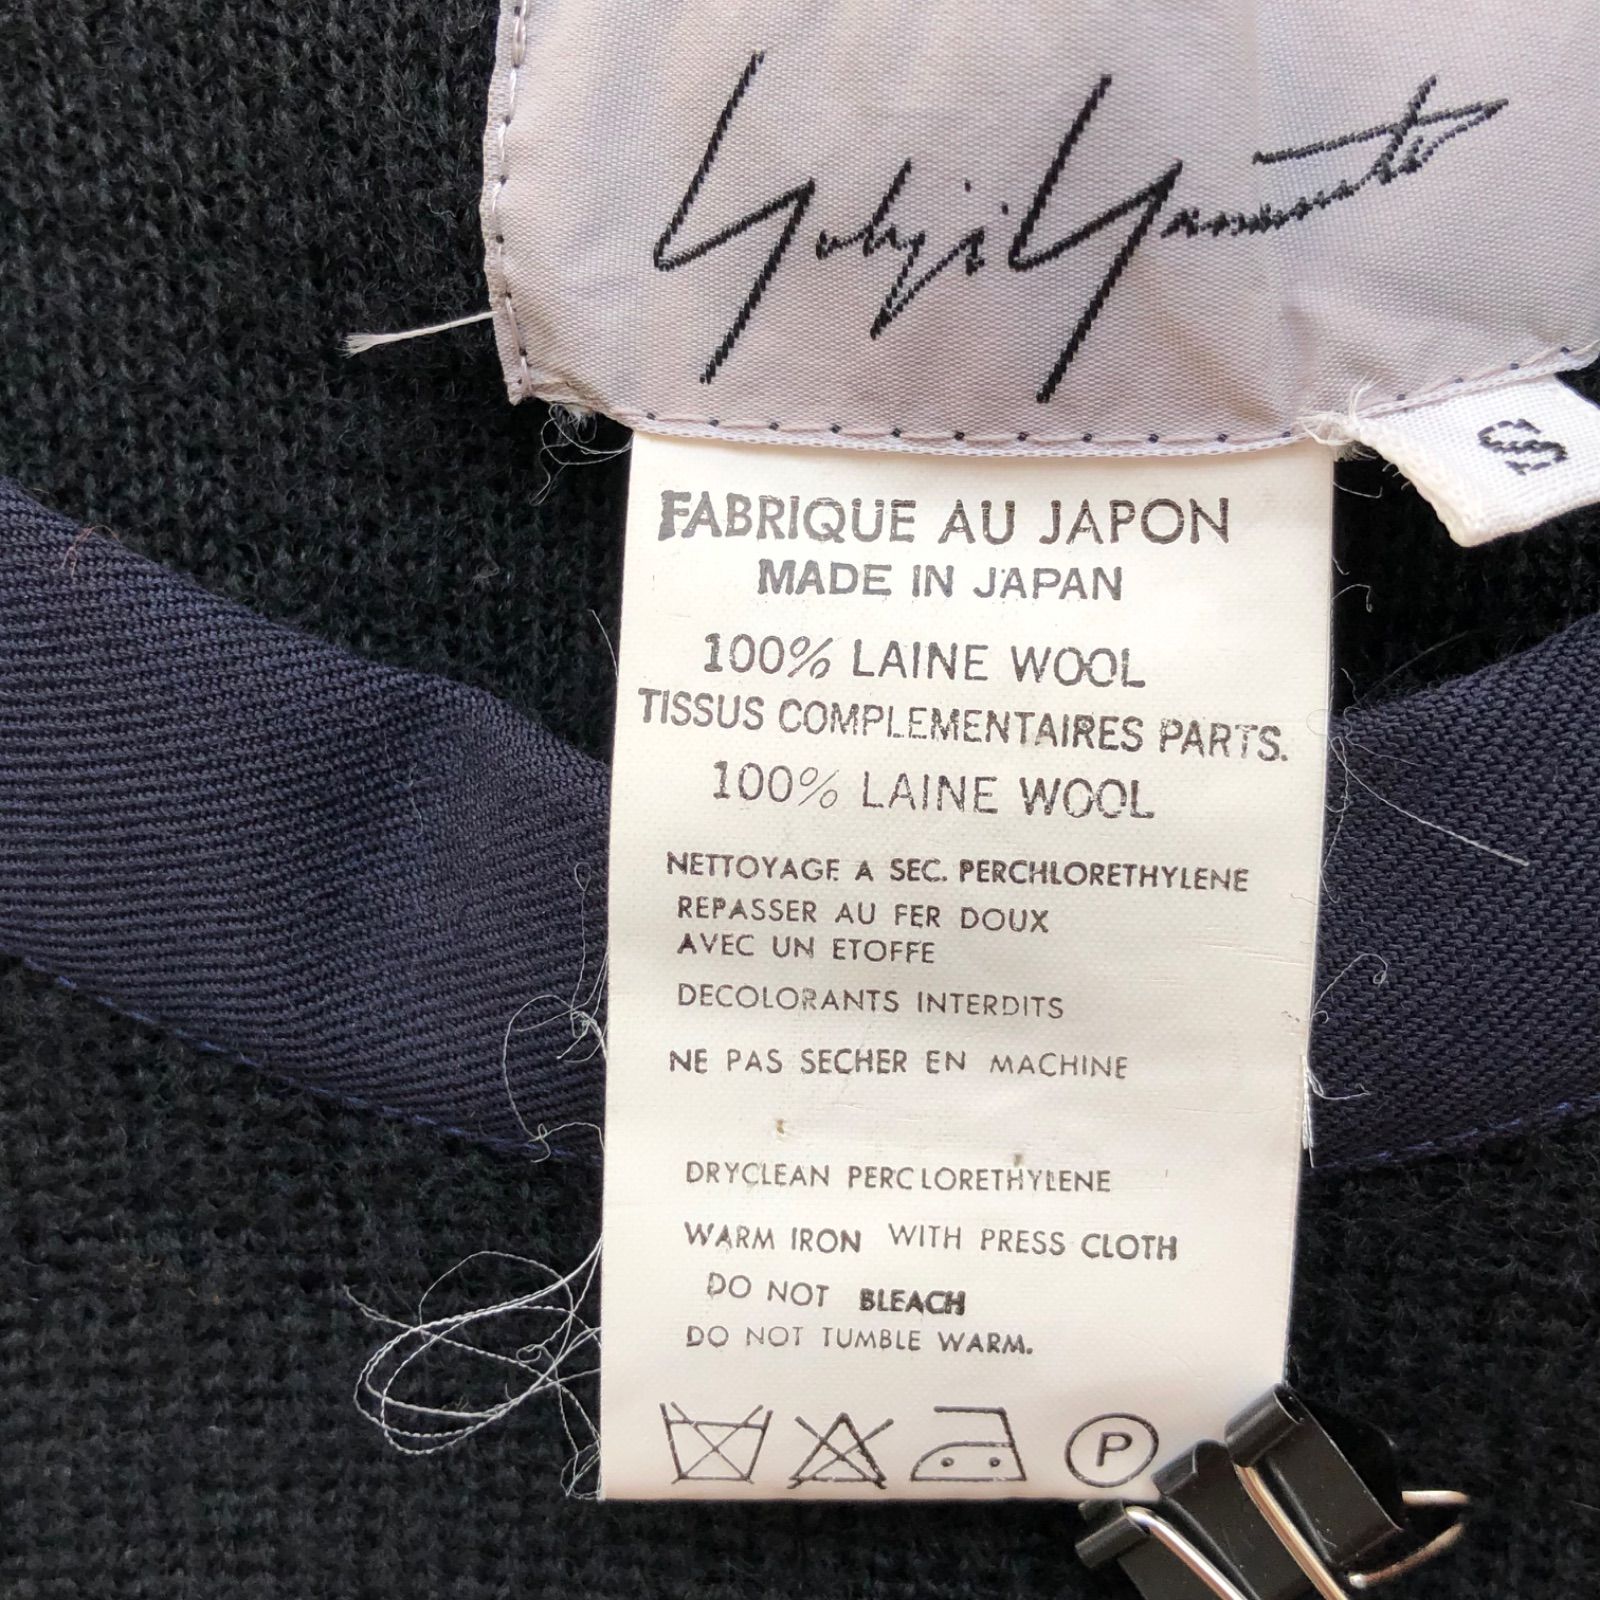 Yohji Yamamoto
S
FABRIQUE AU JAPON
MADE IN JAPAN
100% LAINE WOOL
TISSUS COMPLEMENTAIRES PARTS.
100% LAINE WOOL
NETTOYAGE A SEC. PERCHLORETHYLENE
REPASSER AU FER DOUX
AVEC UN ETOFFE
DECOLORANTS INTERDITS
NE PAS SECHER EN MACHINE
DRYCLEAN PERCLORETHYLENE
WARM IRON WITH PRESS CLOTH
DO NOT BLEACH
DO NOT TUMBLE WARM.
P